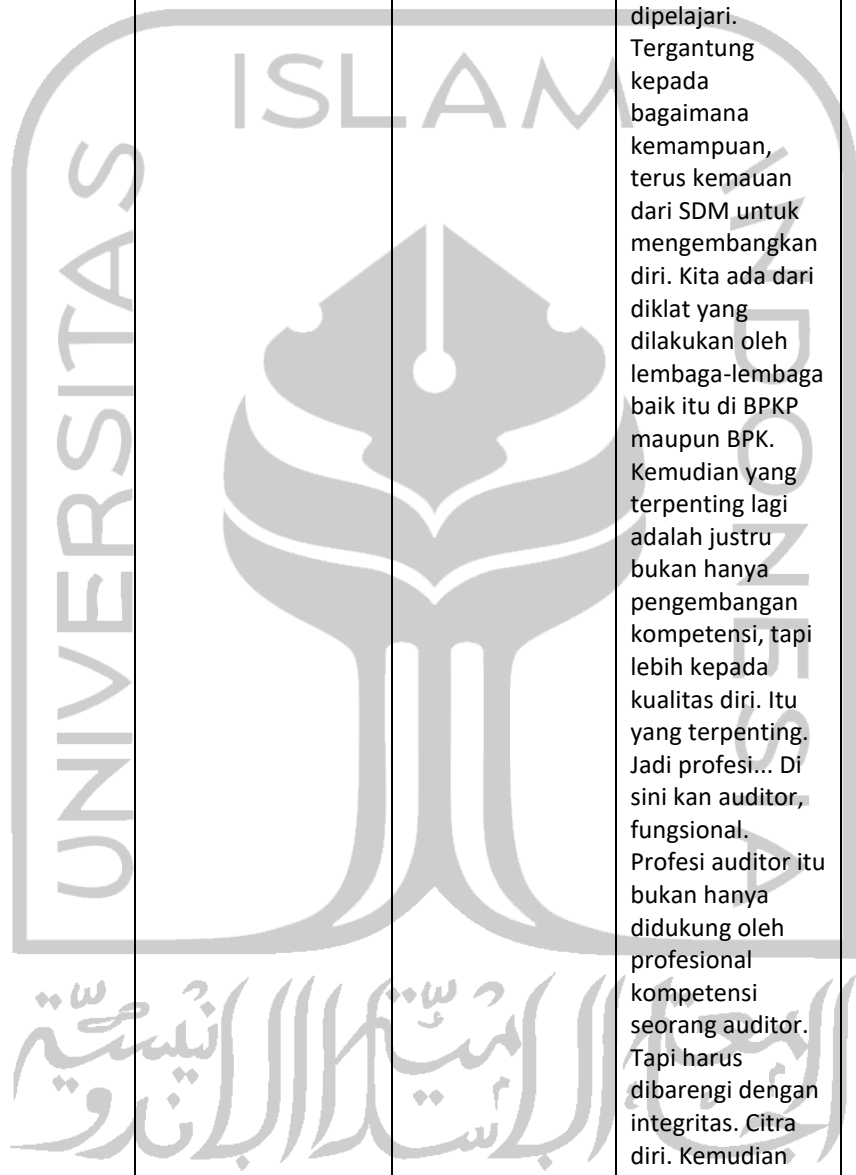 dipelajari.
Tergantung
kepada
bagaimana
kemampuan,
terus kemauan
dari SDM untuk
mengembangkan
diri. Kita ada dari
diklat yang
dilakukan oleh
lembaga-lembaga
baik itu di BPKP
maupun BPK.
Kemudian yang
terpenting lagi
adalah justru
bukan hanya
pengembangan
kompetensi, tapi
lebih kepada
kualitas diri. Itu
yang terpenting.
Jadi profesi... Di
sini kan auditor,
fungsional.
Profesi auditor itu
bukan hanya
didukung oleh
profesional
kompetensi
seorang auditor.
Tapi harus
dibarengi dengan
integritas. Citra
diri. Kemudian
UNIVERSITAS
ISLAM
INDONESIA